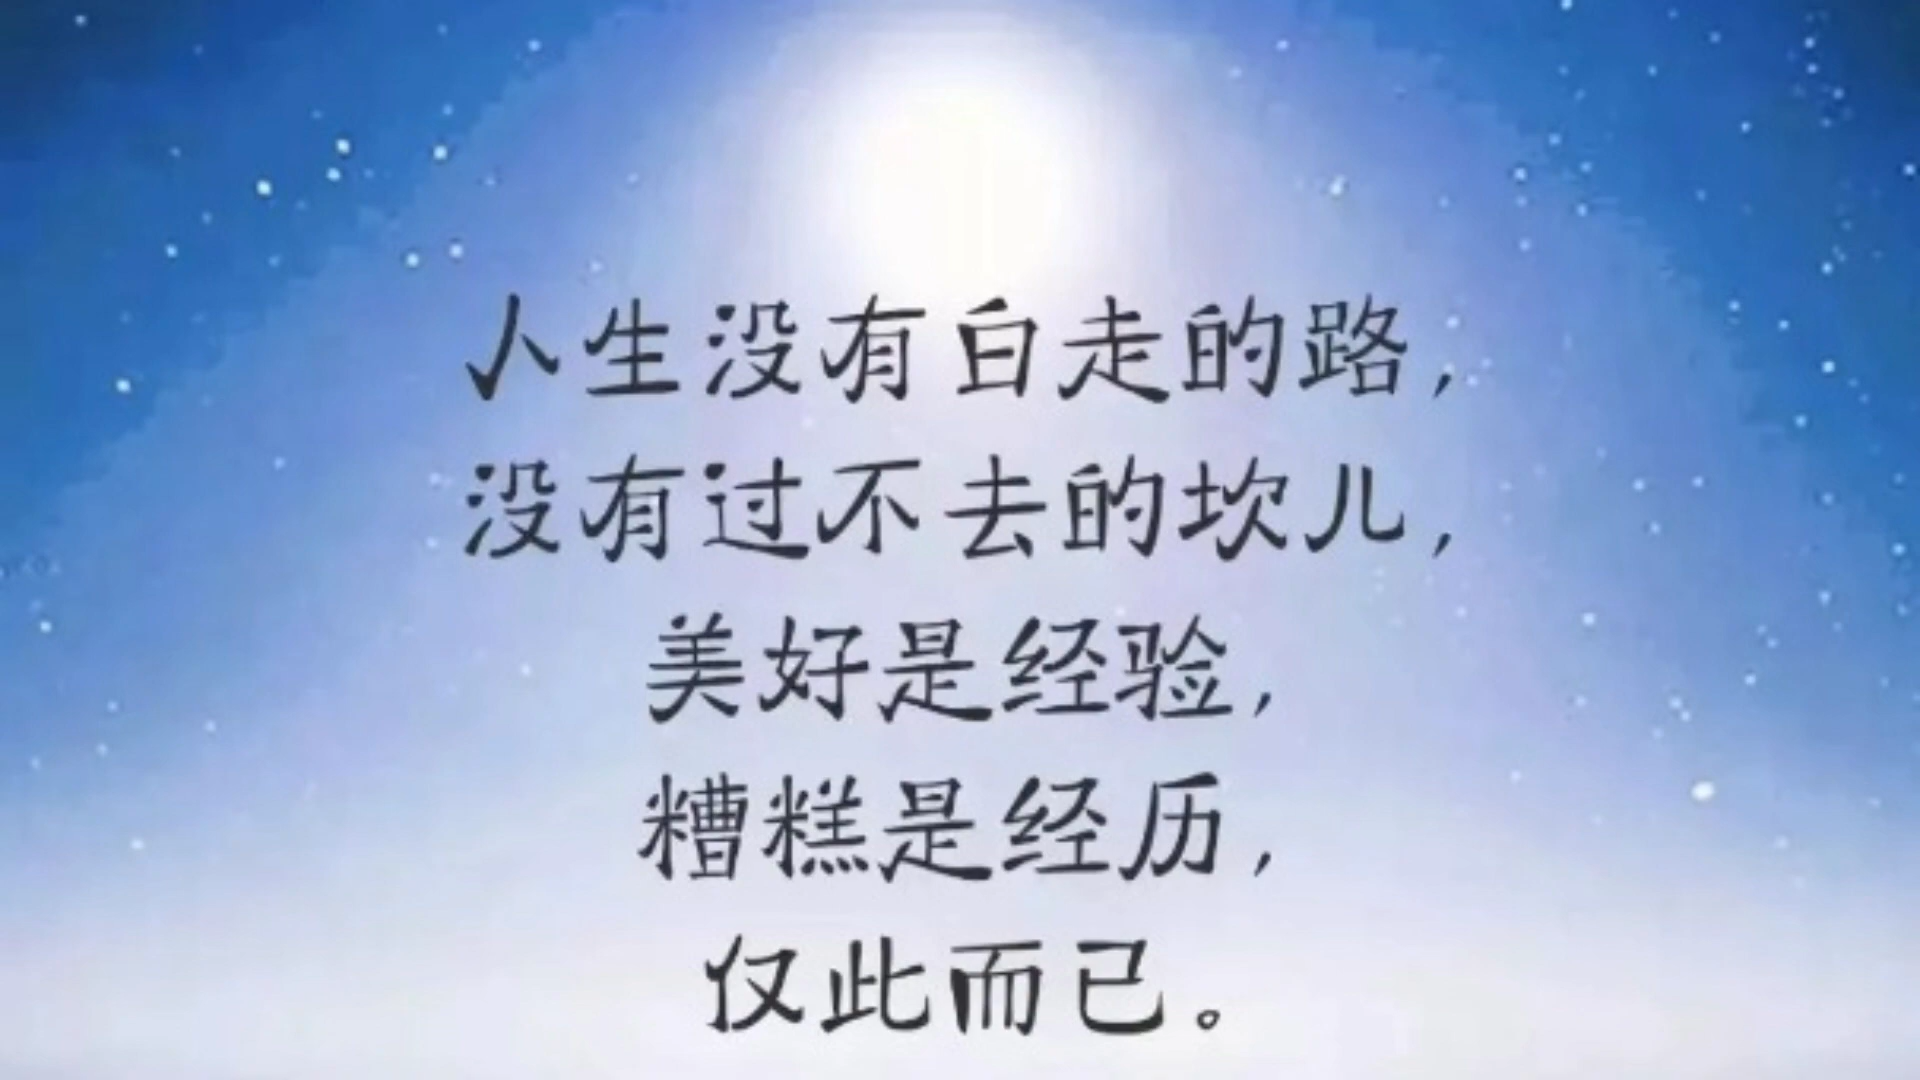 人生没有白走的路，
没有过不去的坎儿，
美好是经验，
糟糕是经历，
仅此而已。